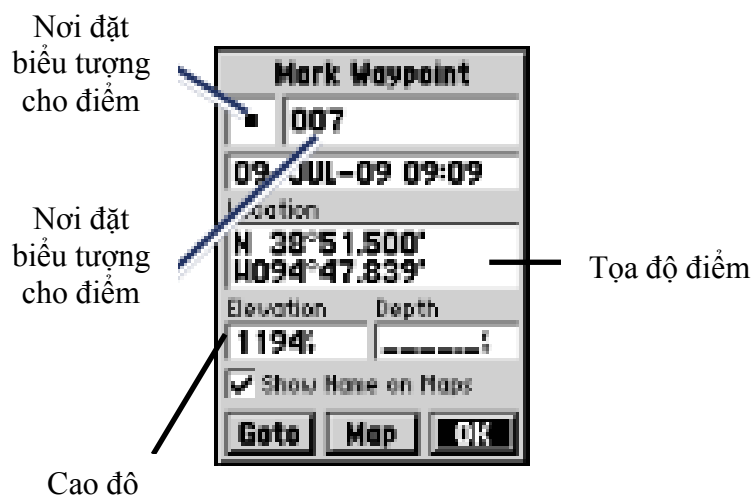 Nơi đặt
biểu tượng
cho điểm
Mark Waypoint
007
09-JUL-09 09:09
Location
N 38°51.500'
W094°47.839'
Nơi đặt
biểu tượng
cho điểm
Tọa độ điểm
Elevation Depth
1194ft
Show Name on Maps
Goto Map OK
Cao độ